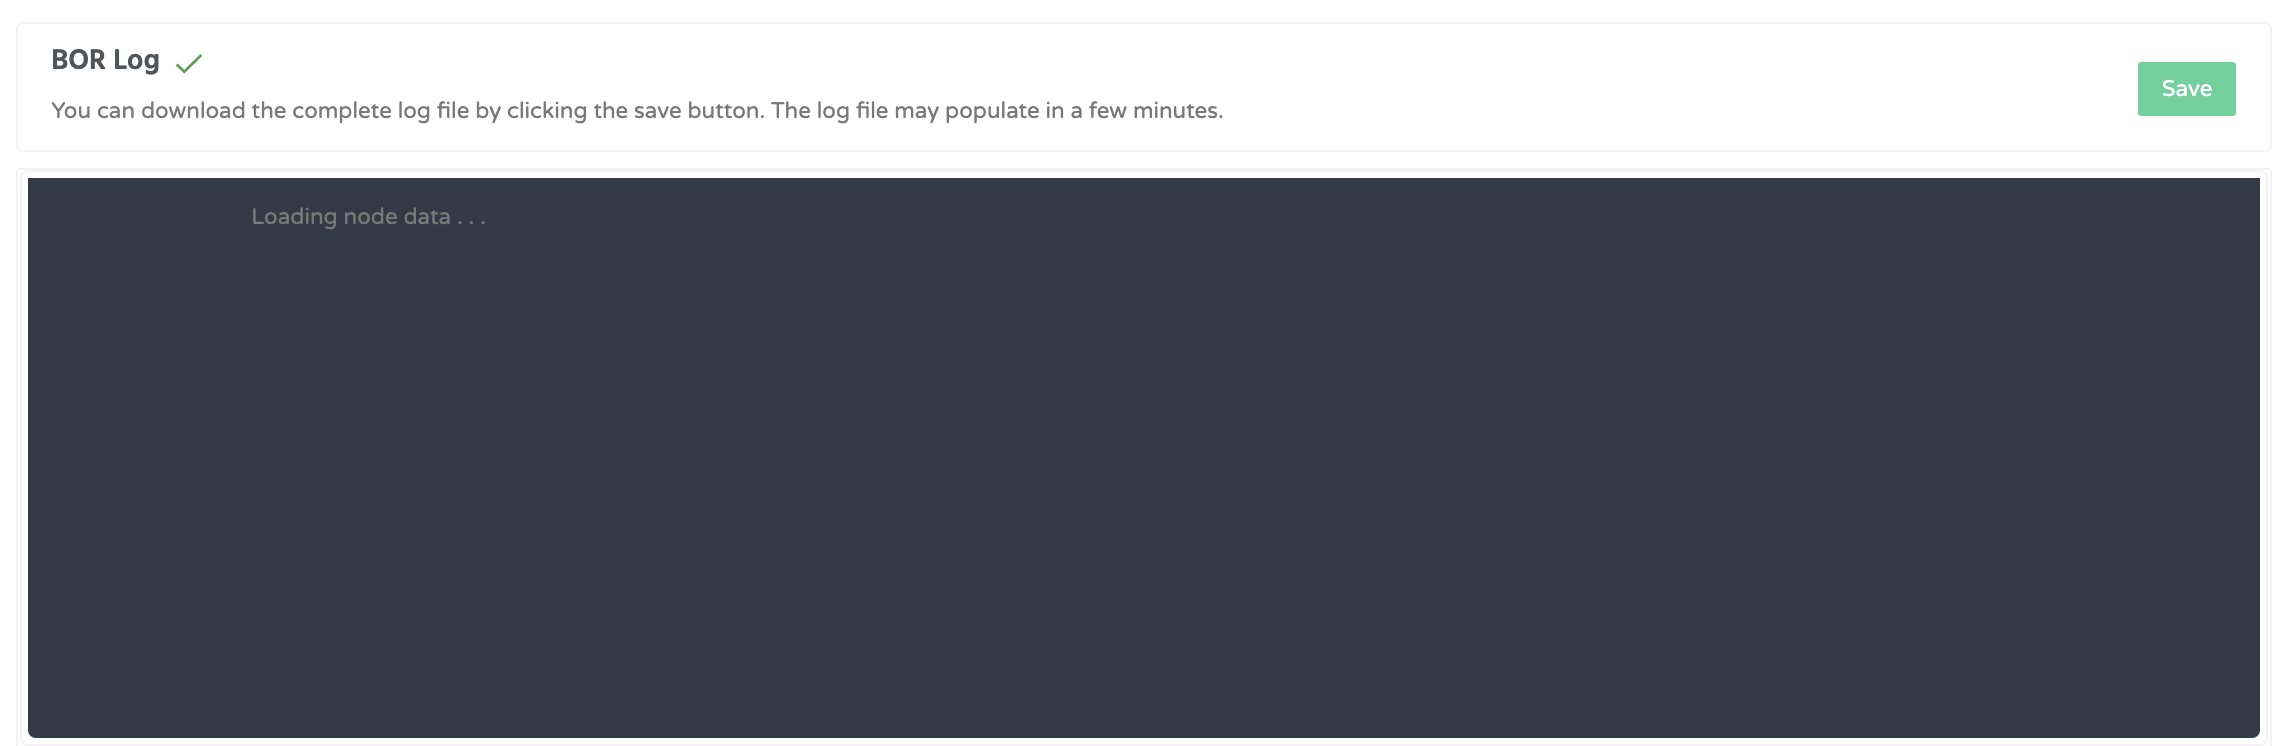 BOR Log
You can download the complete log file by clicking the save button. The log file may populate in a few minutes.
Save
Loading node data . . .